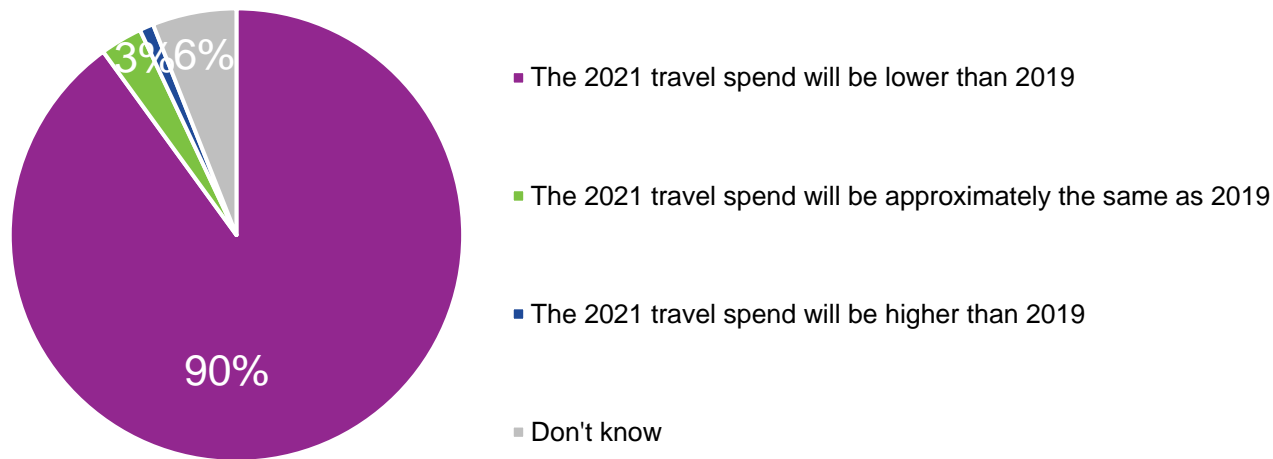 3%
6%
90%
The 2021 travel spend will be lower than 2019
The 2021 travel spend will be approximately the same as 2019
The 2021 travel spend will be higher than 2019
Don't know